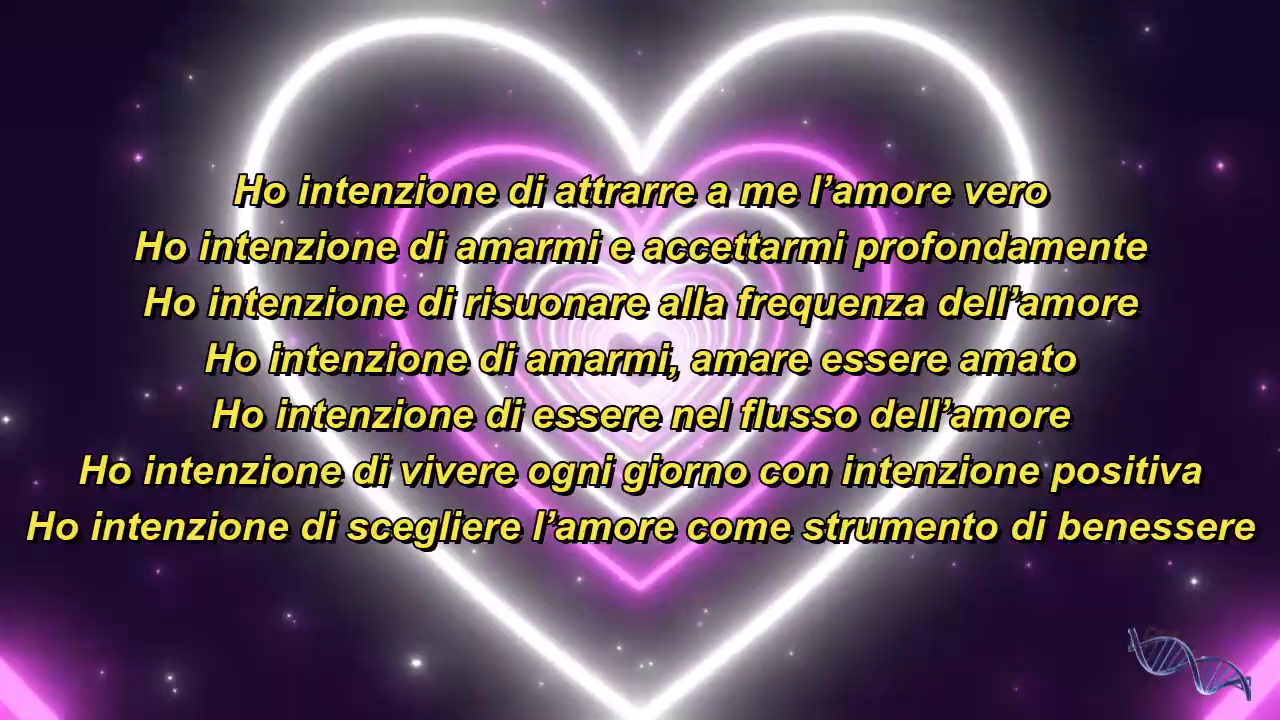 Ho intenzione di attrarre a me l’amore vero
Ho intenzione di amarmi e accettarmi profondamente
Ho intenzione di risuonare alla frequenza dell’amore
Ho intenzione di amarmi, amare essere amato
Ho intenzione di essere nel flusso dell’amore
Ho intenzione di vivere ogni giorno con intenzione positiva
Ho intenzione di scegliere l’amore come strumento di benessere